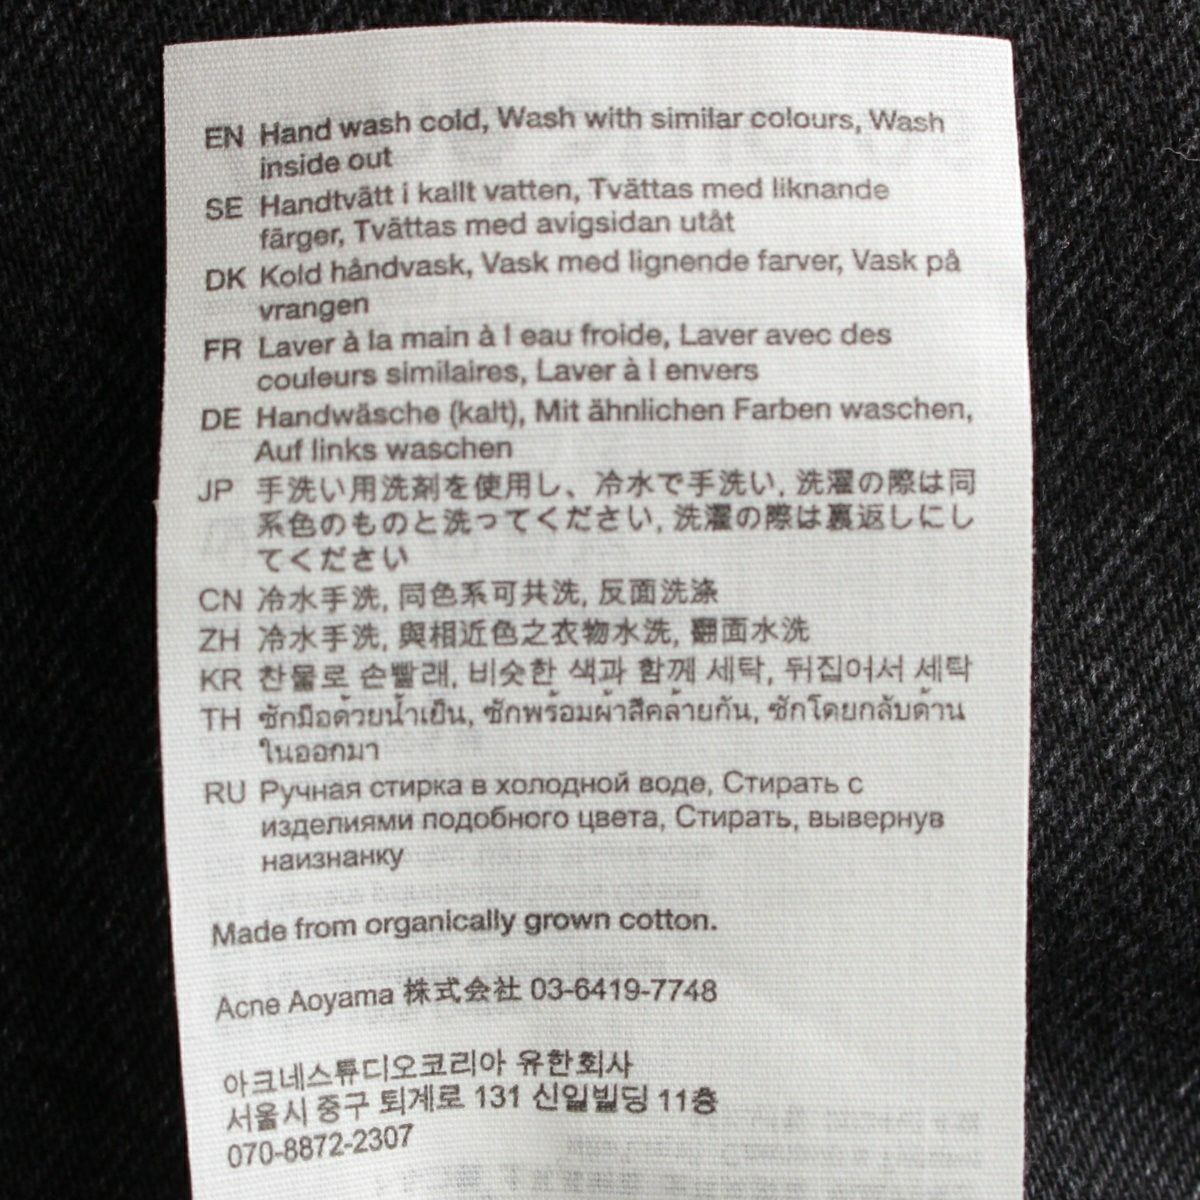 EN Hand wash cold, Wash with similar colours, Wash
inside out
SE Handtvätt i kallt vatten, Tvättas med liknande
färger, Tvättas med avigsidan utåt
DK Kold håndvask, Vask med lignende farver, Vask på
vrangen
FR Laver à la main à l eau froide, Laver avec des
couleurs similaires, Laver à l envers
DE Handwäsche (kalt), Mit ähnlichen Farben waschen,
Auf links waschen
JP 手洗い用洗剤を使用し、冷水で手洗い, 洗濯の際は同
系色のものと洗ってください, 洗濯の際は裏返しにし
てください
CN 冷水手洗, 同色系可共洗, 反面洗涤
ZH 冷水手洗, 與相近色之衣物水洗, 翻面水洗
KR 찬물로 손빨래, 비슷한 색과 함께 세탁, 뒤집어서 세탁
TH ซักมือด้วยน้ำเย็น, ซักพร้อมผ้าสีคล้ายกัน, ซักโดยกลับด้าน
ในออกมา
RU Ручная стирка в холодной воде, Стирать с
изделиями подобного цвета, Стирать, вывернув
наизнанку
Made from organically grown cotton.
Acne Aoyama 株式会社 03-6419-7748
아크네스튜디오코리아 유한회사
서울시 중구 퇴계로 131 신일빌딩 11층
070-8872-2307